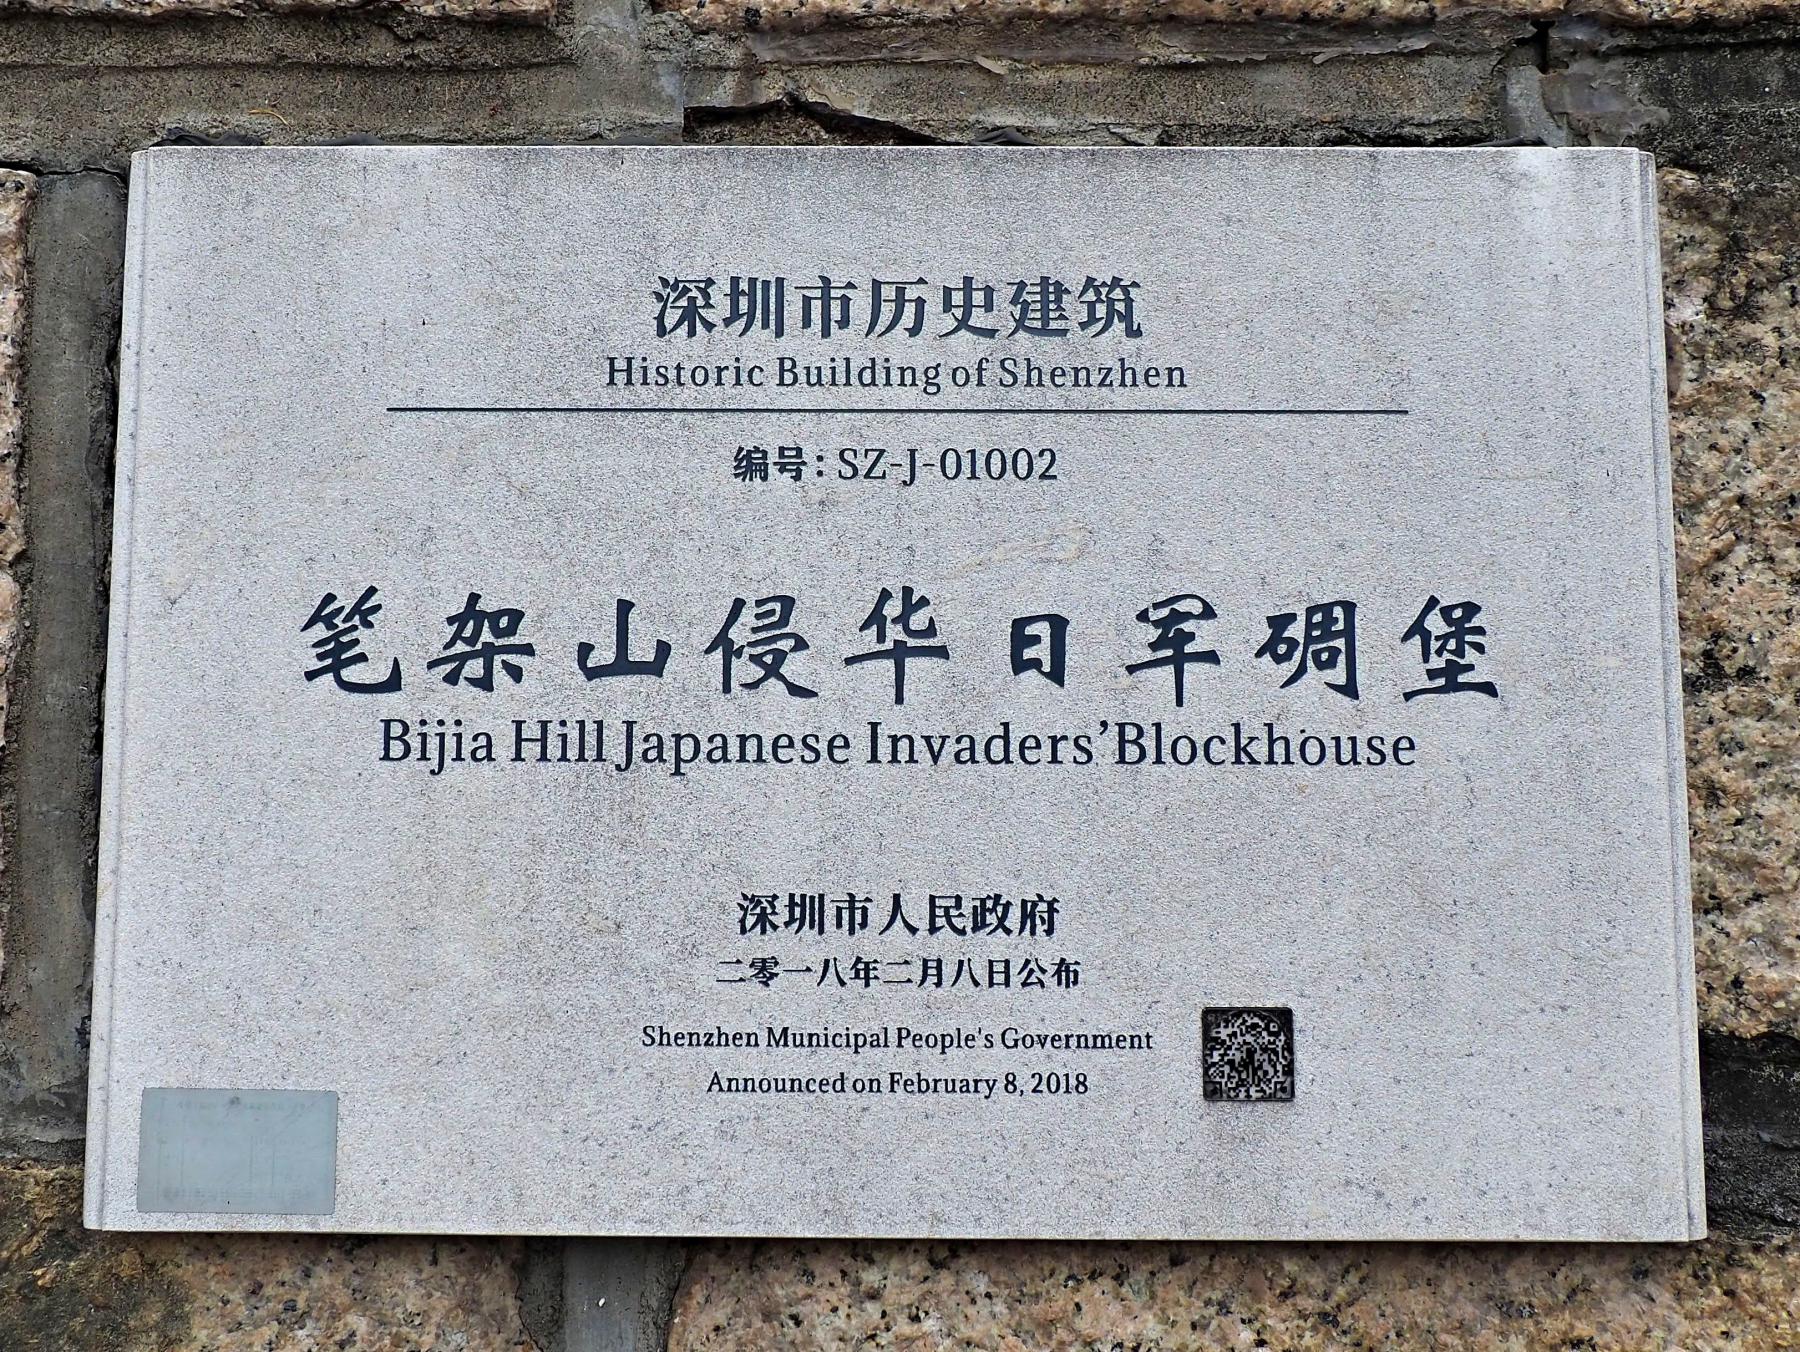 深圳市历史建筑
Historic Building of Shenzhen
编号：SZ-J-01002
笔架山侵华日军碉堡
Bijia Hill Japanese Invaders’Blockhouse
深圳市人民政府
二零一八年二月八日公布
Shenzhen Municipal People's Government
Announced on February 8, 2018